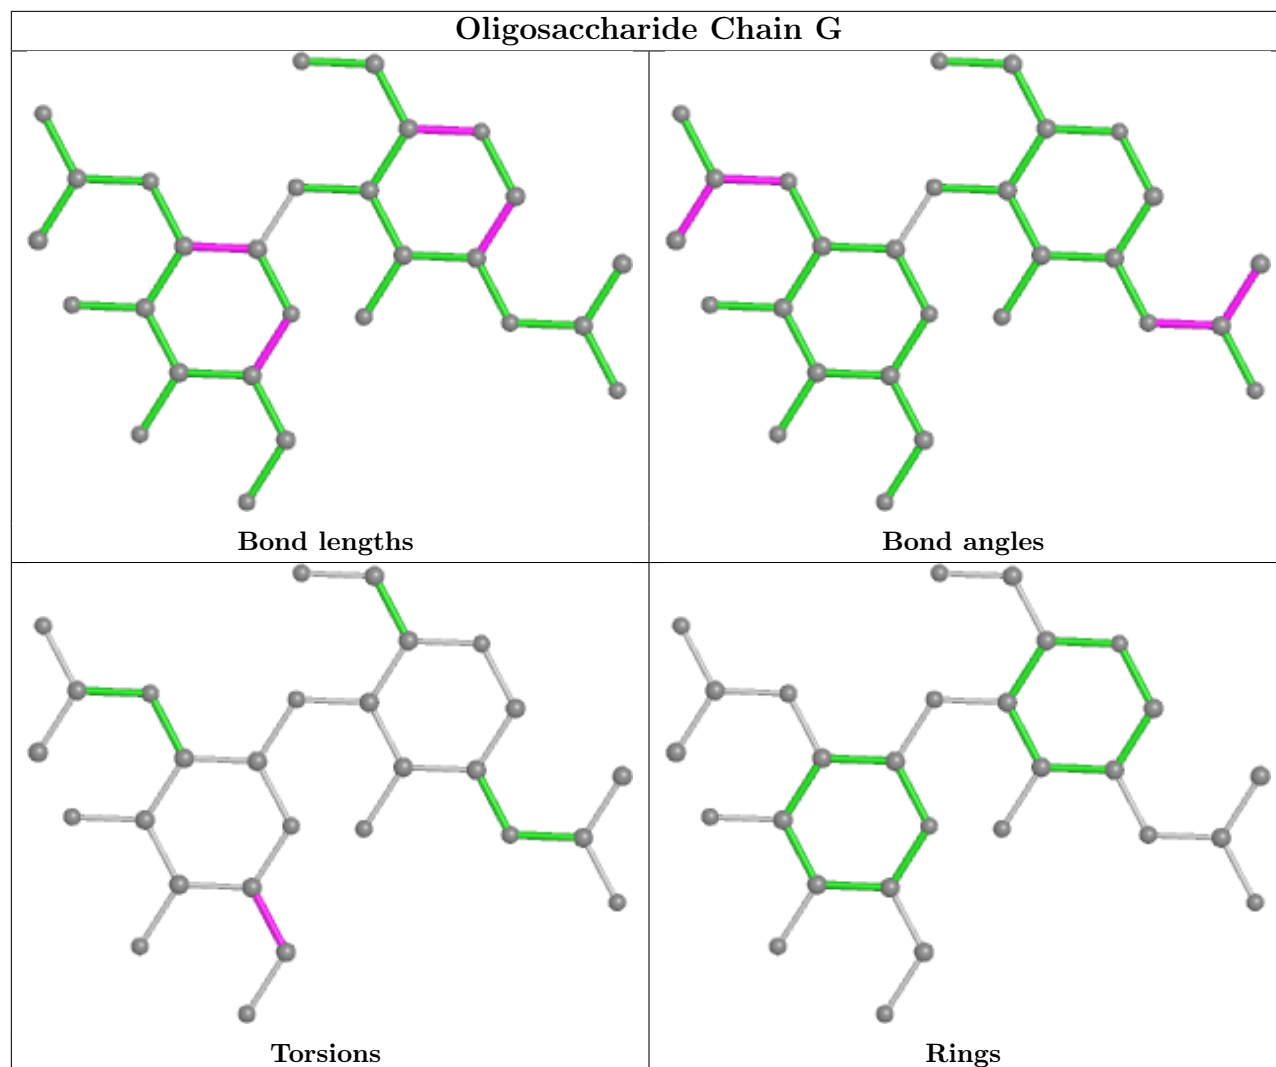 Oligosaccharide Chain G
Bond lengths
Bond angles
Torsions
Rings